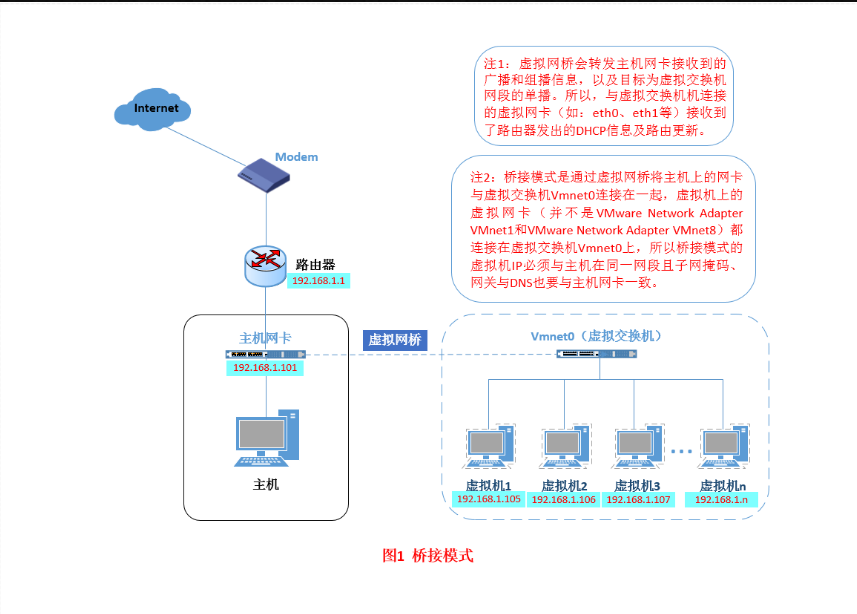 注1：虚拟网桥会转发主机网卡接收到的
广播和组播信息，以及目标为虚拟交换机
网段的单播。所以，与虚拟交换机机连接
的虚拟网卡（如：eth0、eth1等）接收到
了路由器发出的DHCP信息及路由更新。
Internet
Modem
注2：桥接模式是通过虚拟网桥将主机上的网卡
与虚拟交换机Vmnet0连接在一起，虚拟机上的
虚拟网卡（并不是VMware Network Adapter
VMnet1和VMware Network Adapter VMnet8）都
连接在虚拟交换机Vmnet0上，所以桥接模式的
虚拟机IP必须与主机在同一网段且子网掩码、
网关与DNS也要与主机网卡一致。
路由器
192.168.1.1
主机网卡
192.168.1.101
虚拟网桥
Vmnet0（虚拟交换机）
主机
虚拟机1
虚拟机2
虚拟机3
...
虚拟机n
192.168.1.105
192.168.1.106
192.168.1.107
192.168.1.n
图1 桥接模式